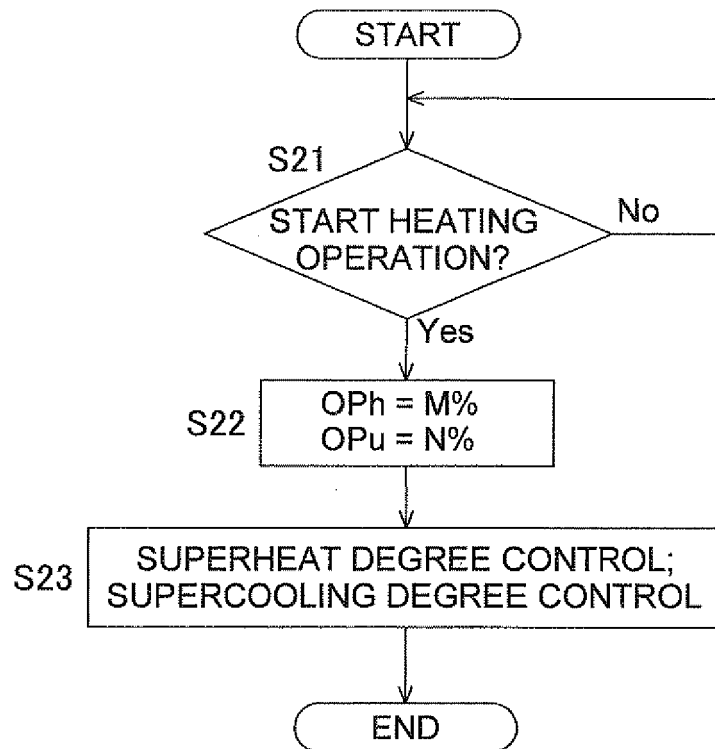 START
S21
START HEATING
OPERATION?
No
Yes
S22
OPh = M%
OPu = N%
S23
SUPERHEAT DEGREE CONTROL;
SUPERCOOLING DEGREE CONTROL
END